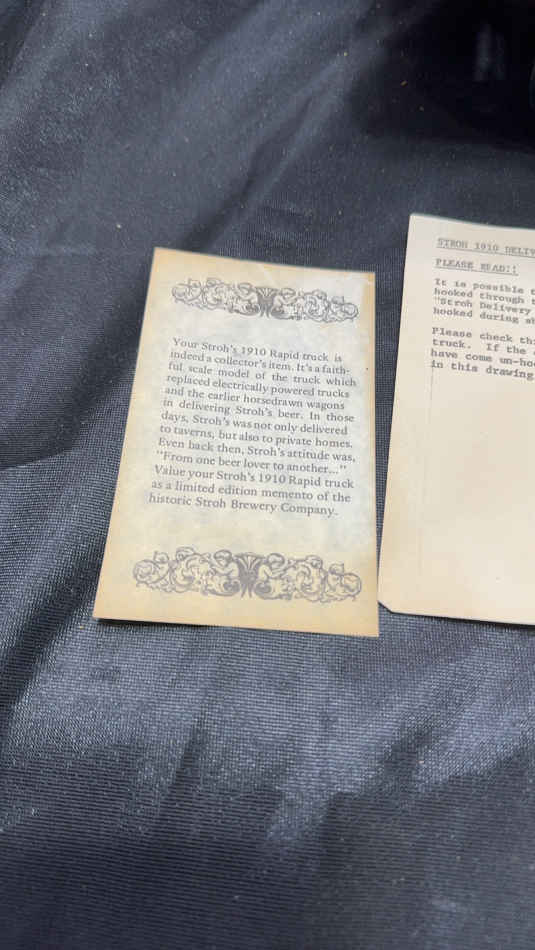 Your Stroh's 1910 Rapid truck is
indeed a collector's item. It's a faith-
ful scale model of the truck which
replaced electrically powered trucks
and the earlier horsedrawn wagons
in delivering Stroh's beer. In those
days, Stroh's was not only delivered
to taverns, but also to private homes.
Even back then, Stroh's attitude was,
"From one beer lover to another..."
Value your Stroh's 1910 Rapid truck
as a limited edition memento of the
historic Stroh Brewery Company.
STROH 1910
PLEASE READ!!
It is possible
hooked through
"Stroh Delivery
hooked during
Please check
truck. If the
have come un-
in this drawing